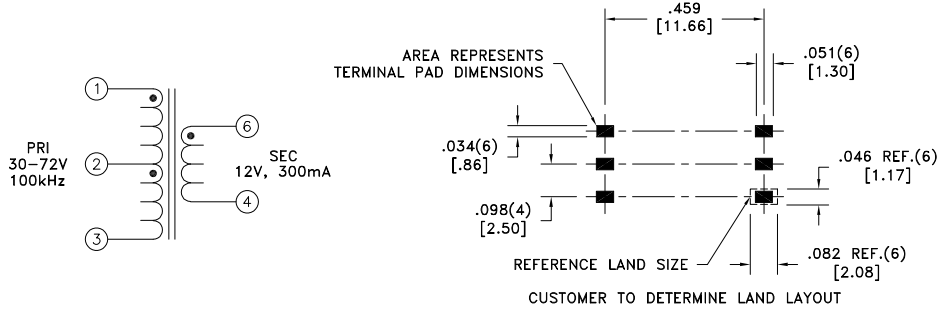 1
2
3
PRI
30-72V
100kHz
6
4
SEC
12V, 300mA
.459
[11.66]
AREA REPRESENTS
TERMINAL PAD DIMENSIONS
.051(6)
[1.30]
.034(6)
[.86]
.046 REF.(6)
[1.17]
.098(4)
[2.50]
REFERENCE LAND SIZE
.082 REF.(6)
[2.08]
CUSTOMER TO DETERMINE LAND LAYOUT